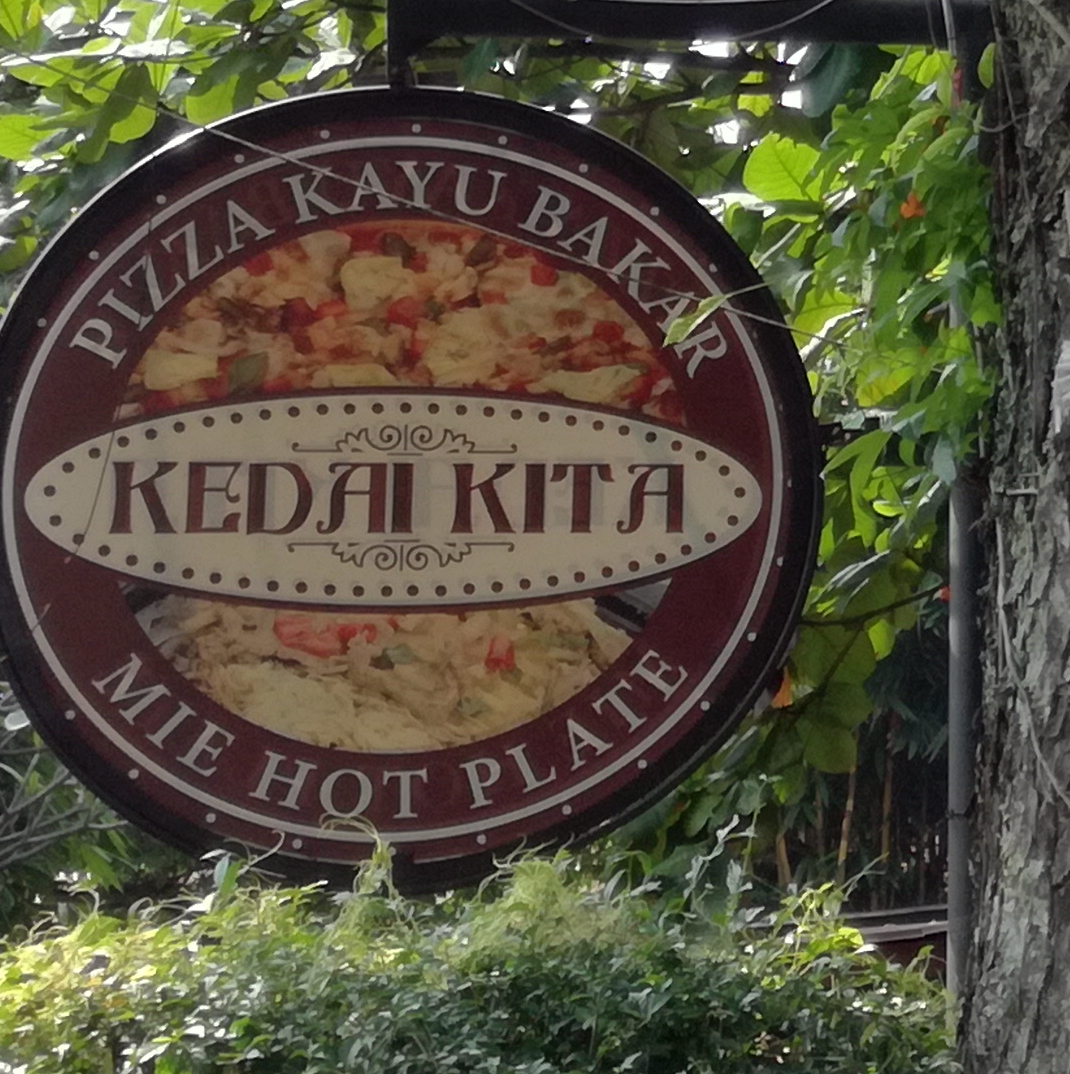 PIZZA KAYU BAKAR
KEDAI KITA
MIE HOT PLATE